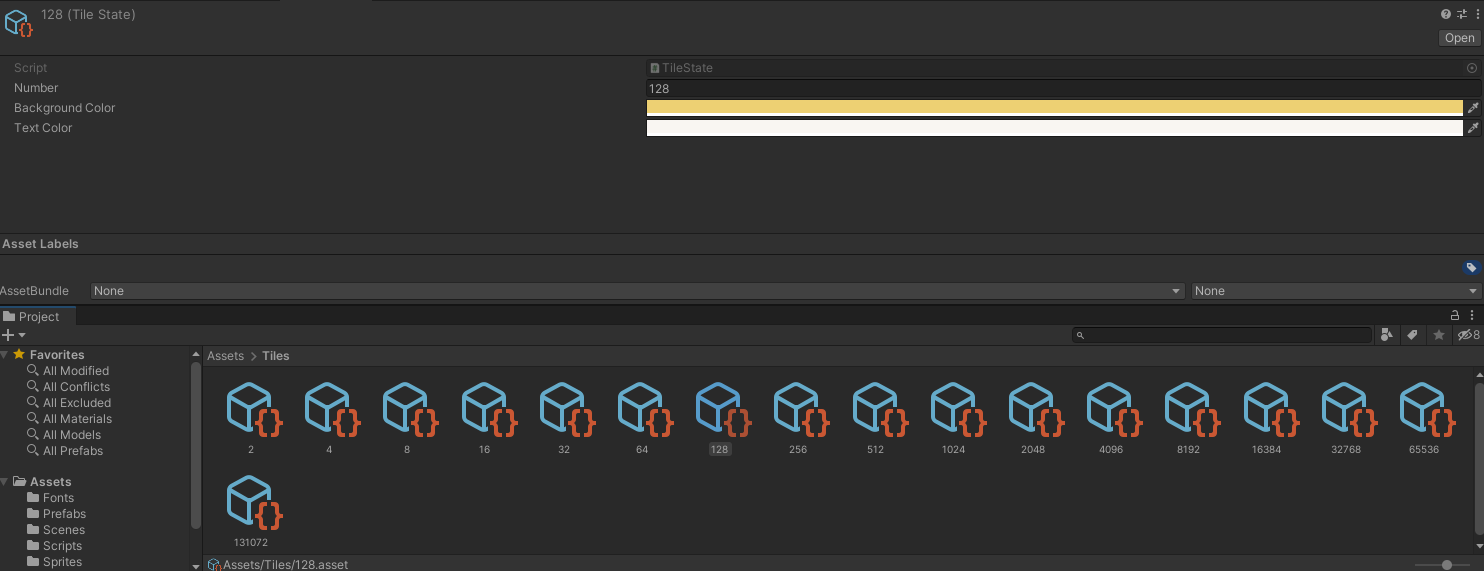 128 (Tile State)
Open
Script TileState
Number 128
Background Color
Text Color
Asset Labels
AssetBundle None None
Project
8
Favorites
All Modified
All Conflicts
All Excluded
All Materials
All Models
All Prefabs
Assets
Fonts
Prefabs
Scenes
Scripts
Sprites
Assets > Tiles
2 4 8 16 32 64 128 256 512 1024 2048 4096 8192 16384 32768 65536
131072
Assets/Tiles/128.asset